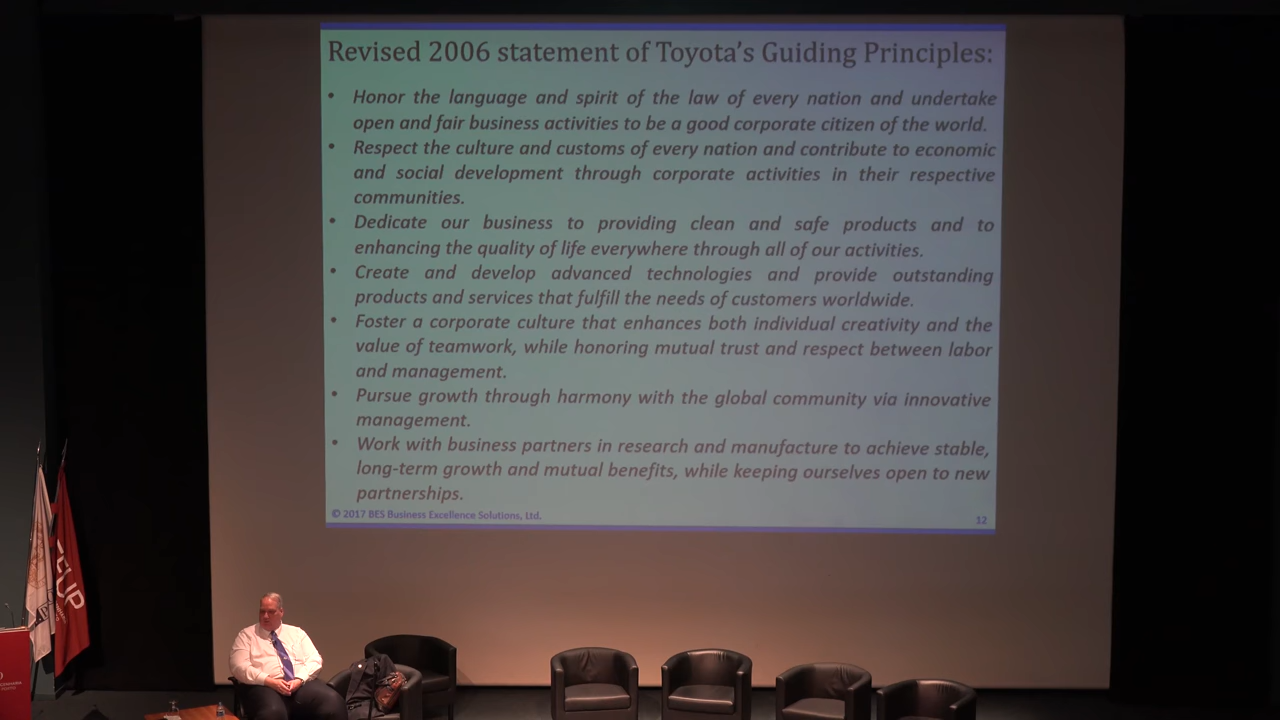 Revised 2006 statement of Toyota's Guiding Principles:
• Honor the language and spirit of the law of every nation and undertake
open and fair business activities to be a good corporate citizen of the world.
• Respect the culture and customs of every nation and contribute to economic
and social development through corporate activities in their respective
communities.
• Dedicate our business to providing clean and safe products and to
enhancing the quality of life everywhere through all of our activities.
• Create and develop advanced technologies and provide outstanding
products and services that fulfill the needs of customers worldwide.
• Foster a corporate culture that enhances both individual creativity and the
value of teamwork, while honoring mutual trust and respect between labor
and management.
• Pursue growth through harmony with the global community via innovative
management.
• Work with business partners in research and manufacture to achieve stable,
long-term growth and mutual benefits, while keeping ourselves open to new
partnerships.
© 2017 BES Business Excellence Solutions, Ltd.
12
FEUP